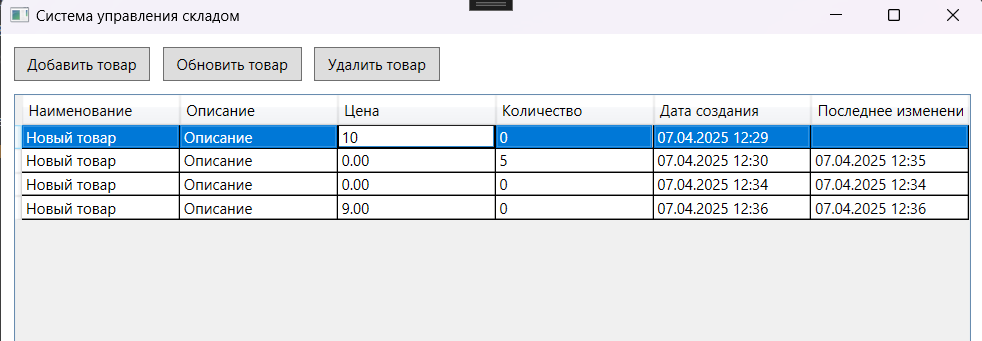 Система управления складом
Добавить товар Обновить товар Удалить товар
Наименование Описание Цена Количество Дата создания Последнее изменени
Новый товар Описание 10 0 07.04.2025 12:29
Новый товар Описание 0.00 5 07.04.2025 12:30 07.04.2025 12:35
Новый товар Описание 0.00 0 07.04.2025 12:34 07.04.2025 12:34
Новый товар Описание 9.00 0 07.04.2025 12:36 07.04.2025 12:36